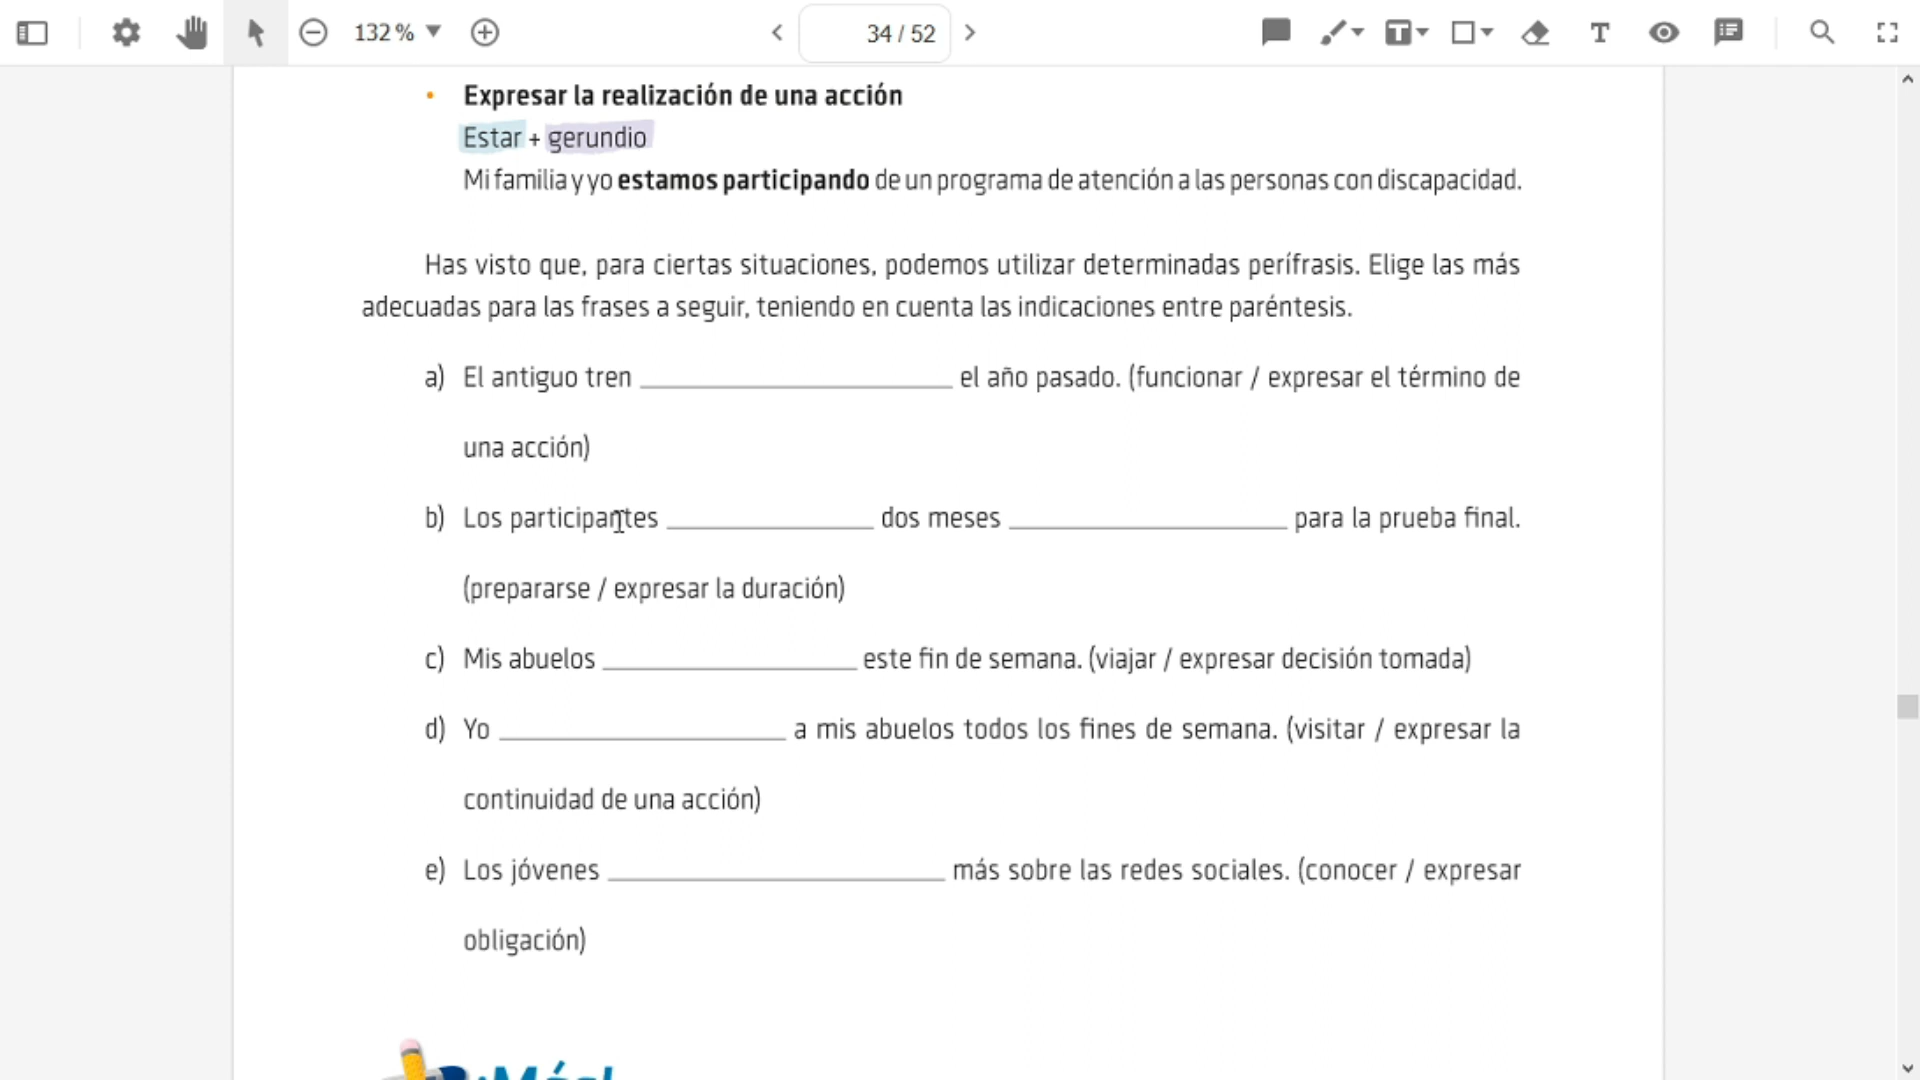 132 %
34 / 52
• Expresar la realización de una acción
Estar + gerundio
Mi familia y yo estamos participando de un programa de atención a las personas con discapacidad.
Has visto que, para ciertas situaciones, podemos utilizar determinadas perífrasis. Elige las más
adecuadas para las frases a seguir, teniendo en cuenta las indicaciones entre paréntesis.
a) El antiguo tren ____________________ el año pasado. (funcionar / expresar el término de
una acción)
b) Los participantes ______________ dos meses __________________ para la prueba final.
(prepararse / expresar la duración)
c) Mis abuelos _________________ este fin de semana. (viajar / expresar decisión tomada)
d) Yo ___________________ a mis abuelos todos los fines de semana. (visitar / expresar la
continuidad de una acción)
e) Los jóvenes ______________________ más sobre las redes sociales. (conocer / expresar
obligación)
¡Más!